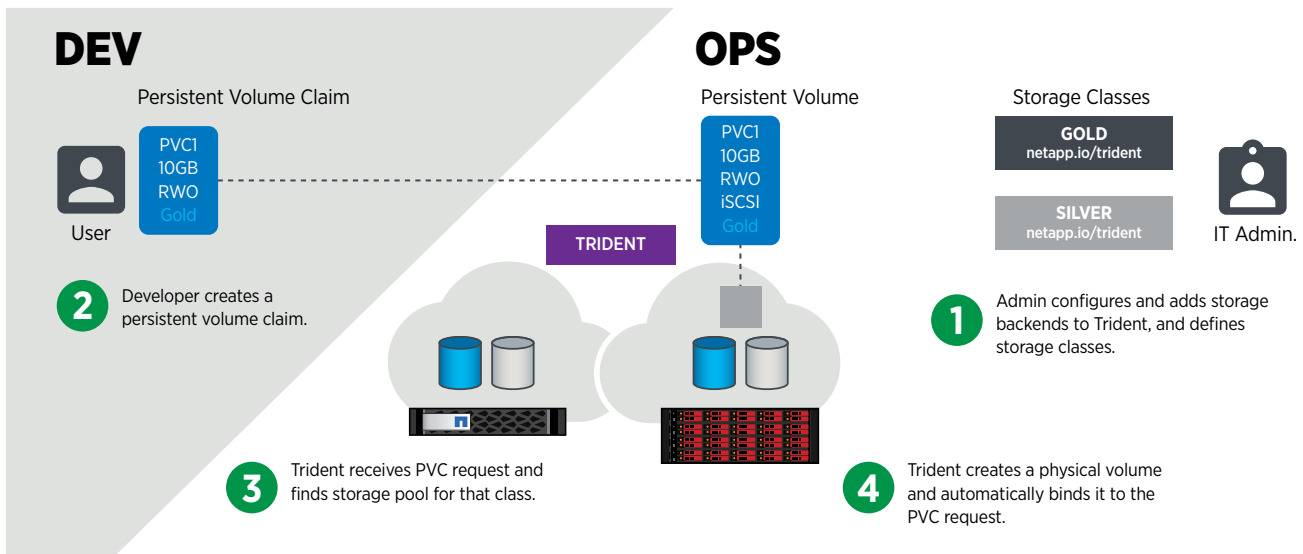 DEV
OPS
Persistent Volume Claim
PVC1
10GB
RWO
Gold
User
Persistent Volume
PVC1
10GB
RWO
iSCSI
Gold
Storage Classes
GOLD
netapp.io/trident
SILVER
netapp.io/trident
IT Admin.
TRIDENT
2
Developer creates a
persistent volume claim.
1
Admin configures and adds storage
backends to Trident, and defines
storage classes.
3
Trident receives PVC request and
finds storage pool for that class.
4
Trident creates a physical volume
and automatically binds it to the
PVC request.